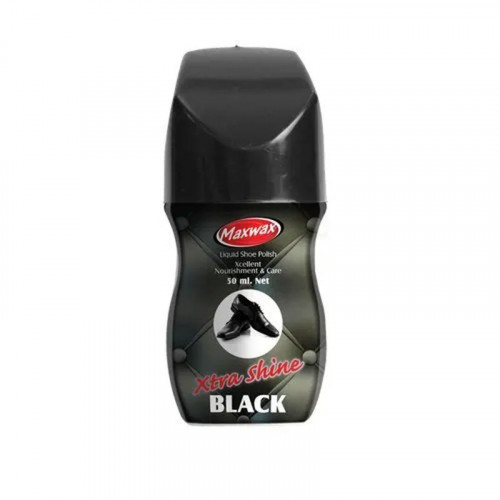 Maxwax
Liquid Shoe Polish
Xcellent
Nourishment & Care
50 ml. Net
Xtra Shine
BLACK